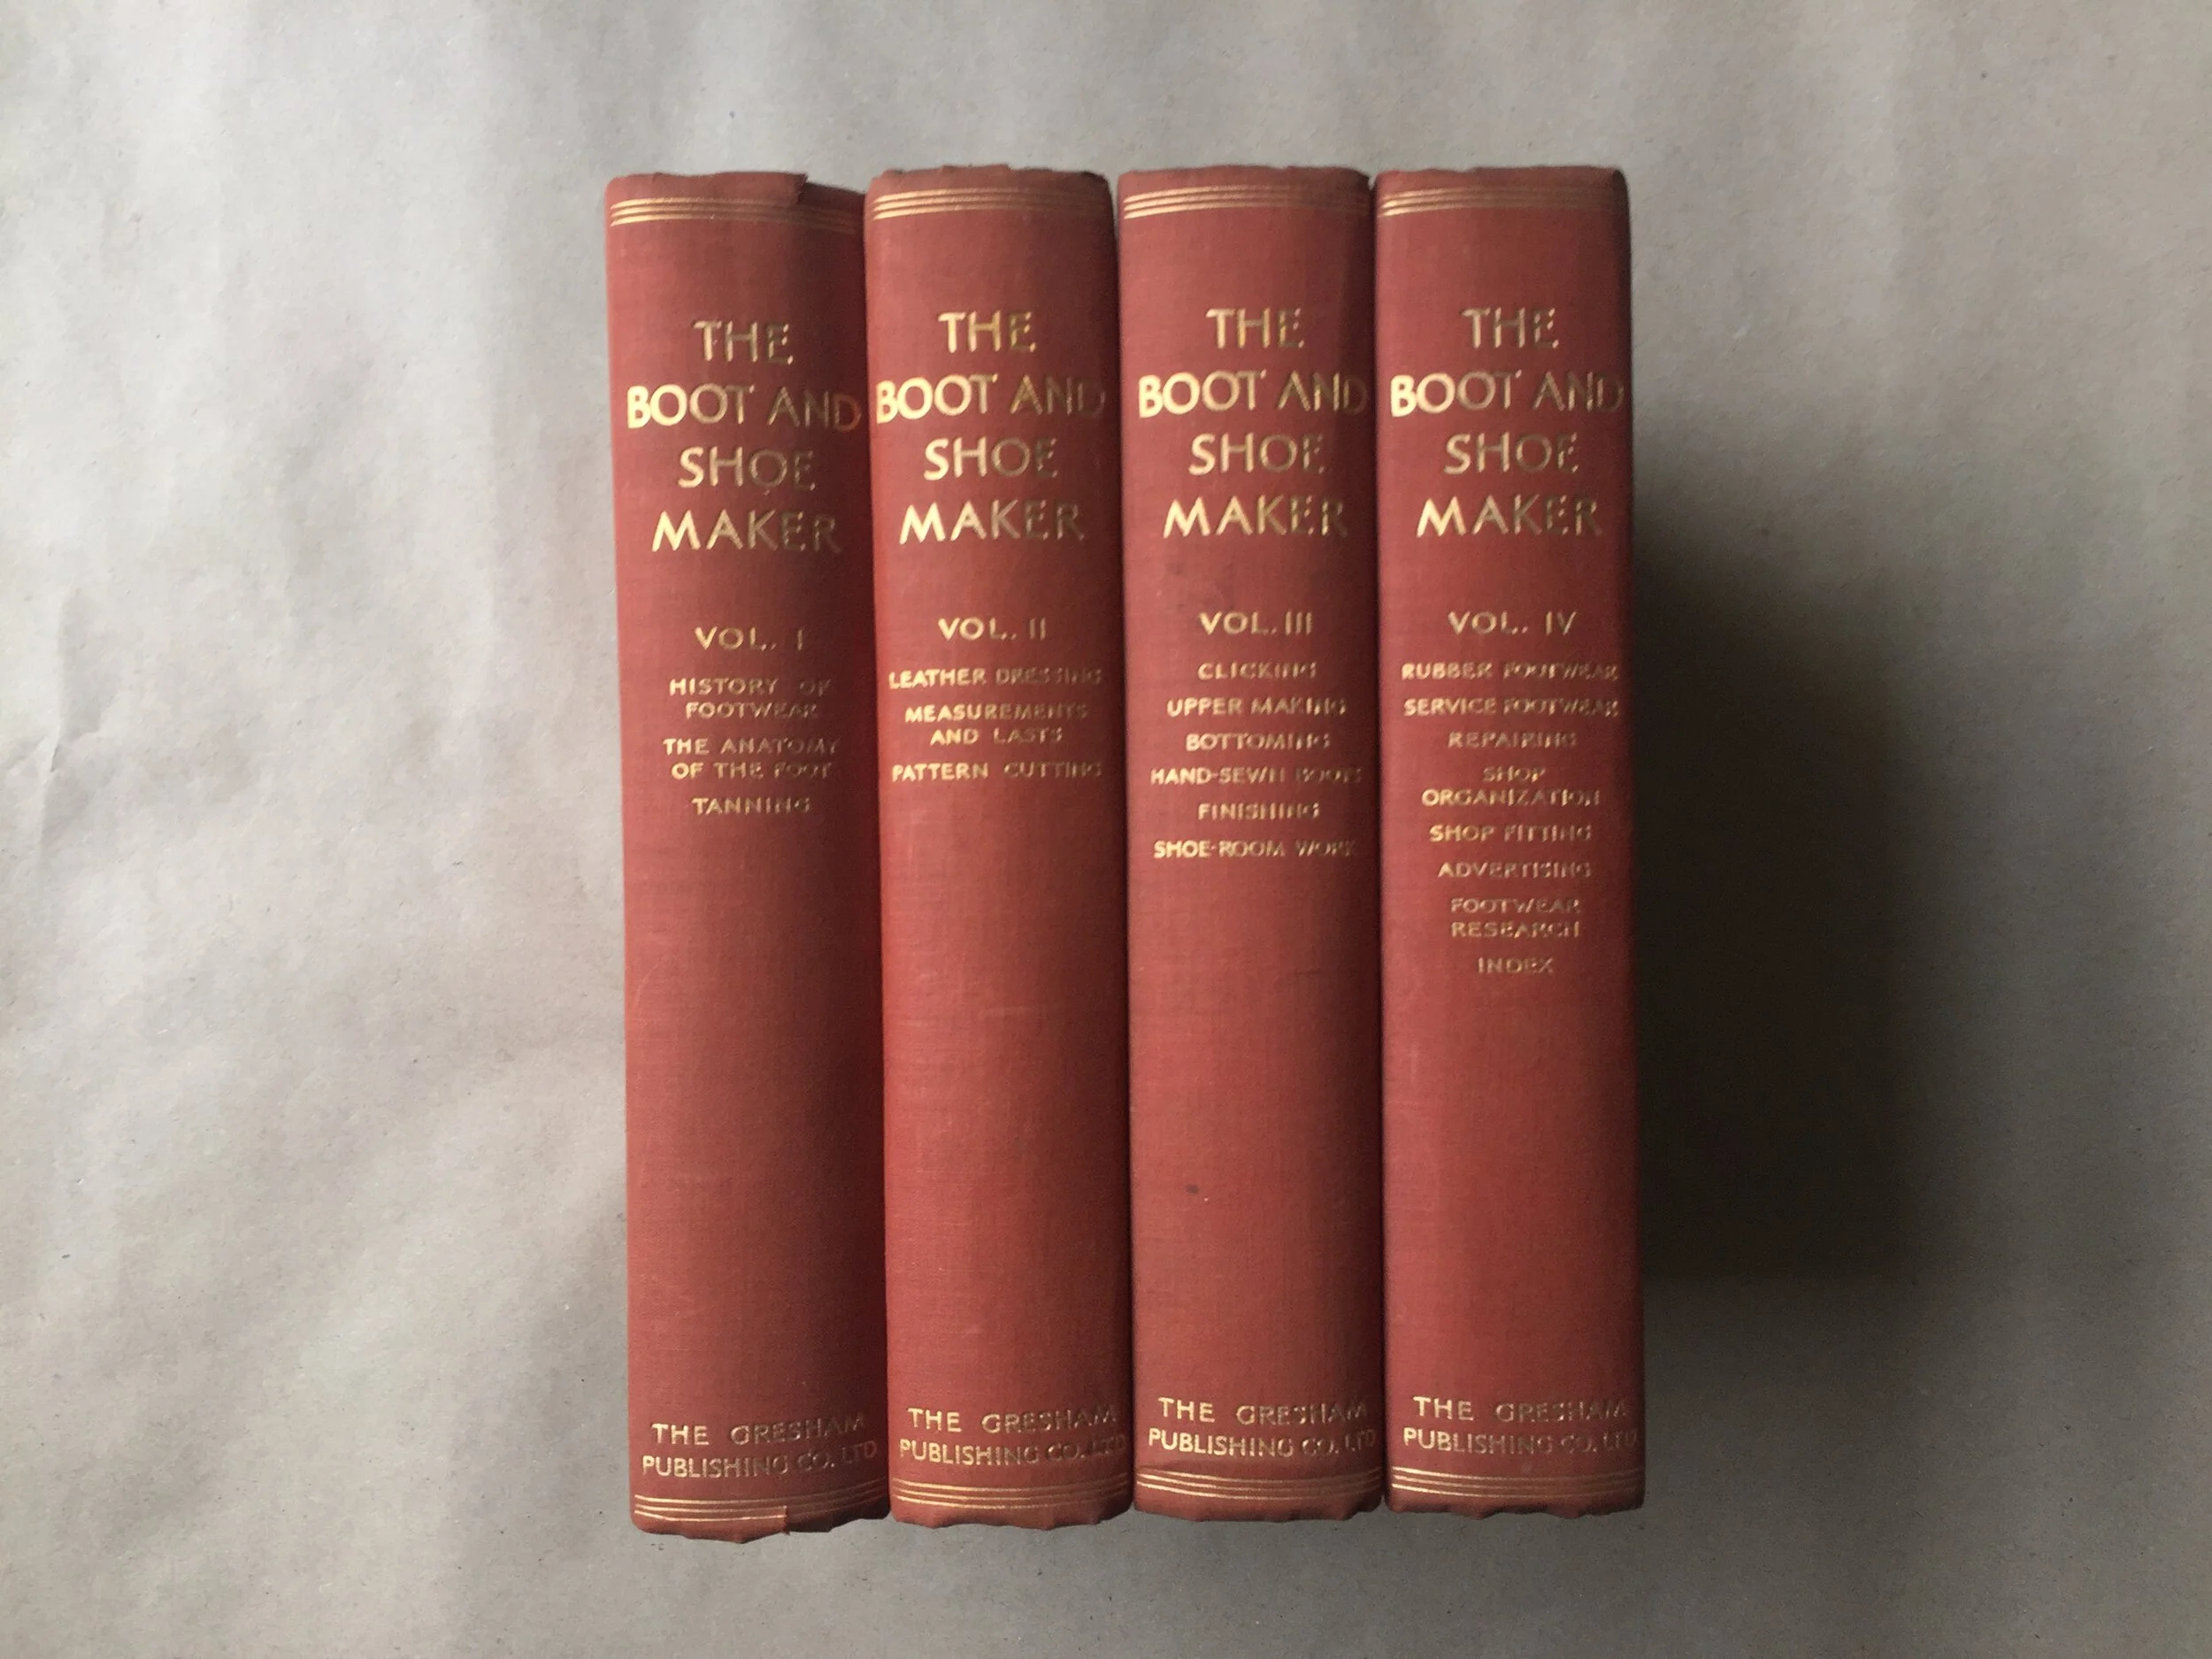 THE
BOOT AND
SHOE
MAKER
VOL. I
HISTORY OF
FOOTWEAR
THE ANATOMY
OF THE FOOT
TANNING
THE GRESHAM
PUBLISHING CO. LTD
THE
BOOT AND
SHOE
MAKER
VOL. II
LEATHER DRESSING
MEASUREMENTS
AND LASTS
PATTERN CUTTING
THE GRESHAM
PUBLISHING CO. LTD
THE
BOOT AND
SHOE
MAKER
VOL. III
CLICKING
UPPER MAKING
BOTTOMING
HAND-SEWN BOOTS
FINISHING
SHOE-ROOM WORK
THE GRESHAM
PUBLISHING CO. LTD
THE
BOOT AND
SHOE
MAKER
VOL. IV
RUBBER FOOTWEAR
SERVICE FOOTWEAR
REPAIRING
SHOP
ORGANIZATION
SHOP FITTING
ADVERTISING
FOOTWEAR
RESEARCH
INDEX
THE GRESHAM
PUBLISHING CO. LTD